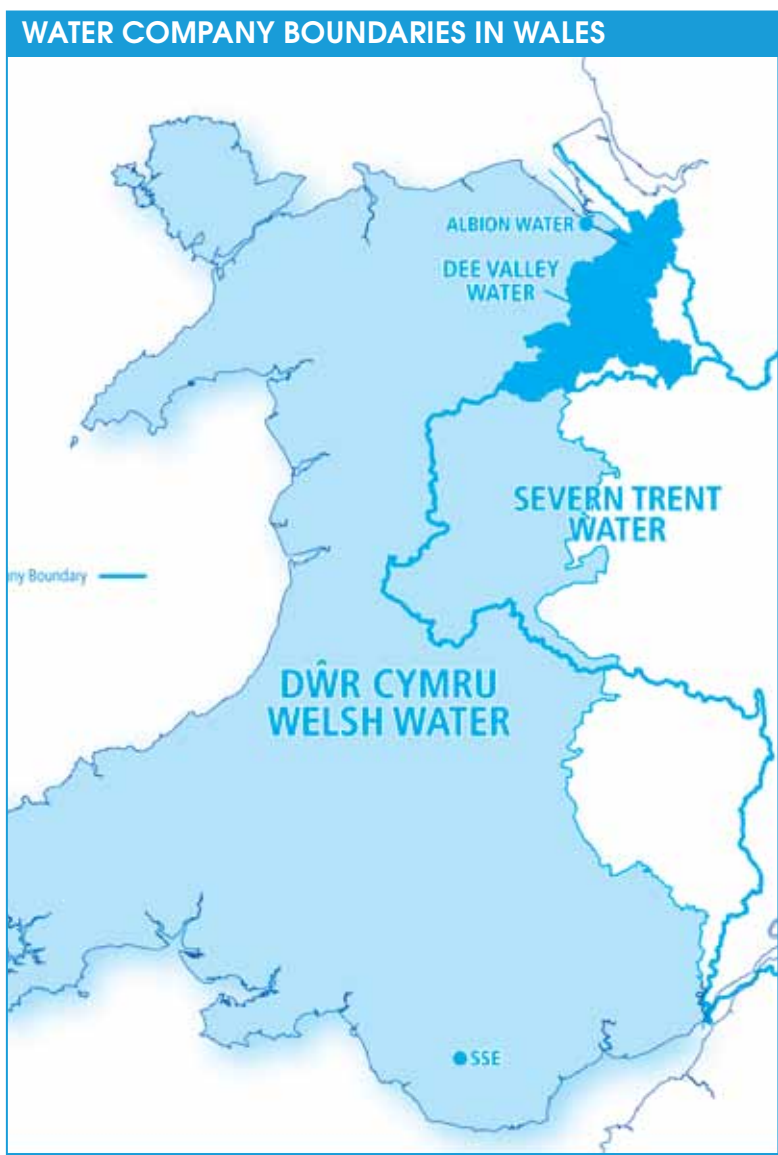 WATER COMPANY BOUNDARIES IN WALES
ALBION WATER
DEE VALLEY
WATER
SEVERN TRENT
WATER
ny Boundary
DŴR CYMRU
WELSH WATER
SSE